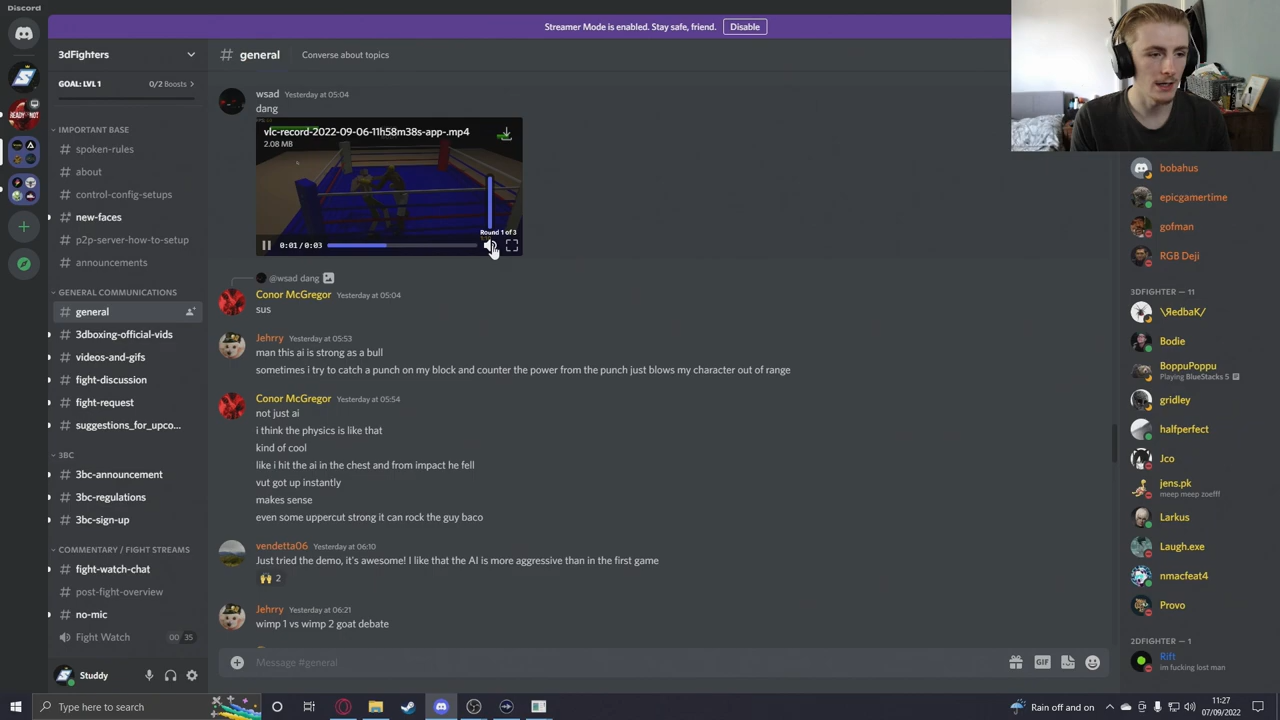 Discord
Streamer Mode is enabled. Stay safe, friend.
Disable
3dFighters
general
Converse about topics
GOAL: LVL 1
0/2 Boosts
IMPORTANT BASE
spoken-rules
about
control-config-setups
new-faces
p2p-server-how-to-setup
announcements
GENERAL COMMUNICATIONS
general
3dboxing-official-vids
videos-and-gifs
fight-discussion
fight-request
suggestions_for_upco...
3BC
3bc-announcement
3bc-regulations
3bc-sign-up
COMMENTARY / FIGHT STREAMS
fight-watch-chat
post-fight-overview
no-mic
Fight Watch
00 35
Studdy
wsad Yesterday at 05:04
dang
vlc-record-2022-09-06-11h58m38s-app-.mp4
2.08 MB
Round 1 of 3
0:01 / 0:03
@wsad dang
Conor McGregor Yesterday at 05:04
sus
Jehrry Yesterday at 05:53
man this ai is strong as a bull
sometimes i try to catch a punch on my block and counter the power from the punch just blows my character out of range
Conor McGregor Yesterday at 05:54
not just ai
i think the physics is like that
kind of cool
like i hit the ai in the chest and from impact he fell
vut got up instantly
makes sense
even some uppercut strong it can rock the guy baco
vendetta06 Yesterday at 06:10
Just tried the demo, it's awesome! I like that the AI is more aggressive than in the first game
2
Jehrry Yesterday at 06:21
wimp 1 vs wimp 2 goat debate
Message #general
GIF
bobahus
epicgamertime
gofman
RGB Deji
3DFIGHTER — 11
\ЯedbaK/
Bodie
BoppuPoppu
Playing BlueStacks 5
gridley
halfperfect
Jco
jens.pk
meep meep zoefff
Larkus
Laugh.exe
nmacfeat4
Provo
2DFIGHTER — 1
Rift
im fucking lost man
Type here to search
Rain off and on
11:27
07/09/2022